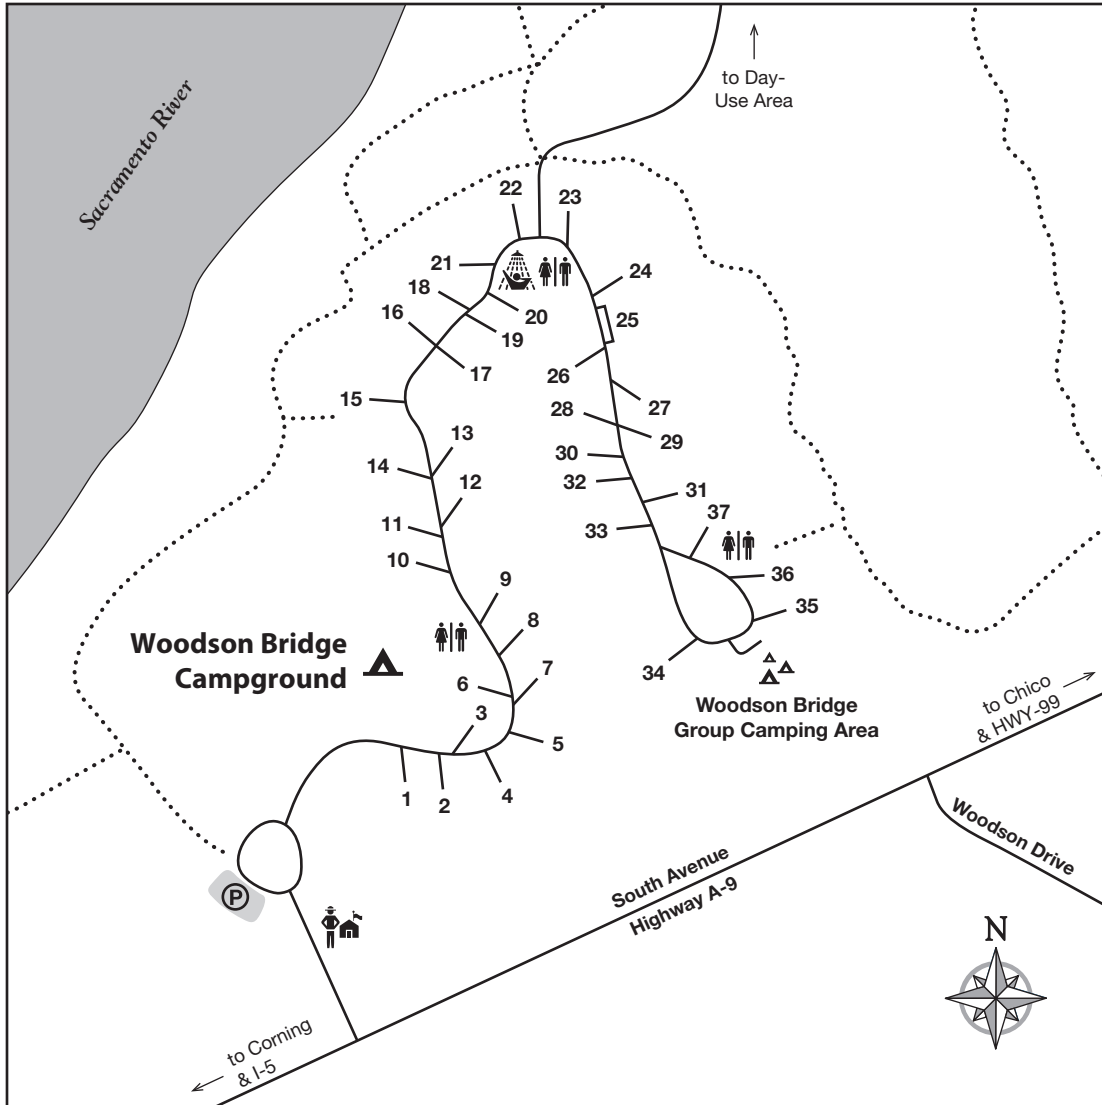 Sacramento River
to Day-
Use Area
22
23
21
24
18
20
25
16
19
17
26
15
27
28
13
29
30
14
12
32
31
11
37
33
10
9
36
35
8
Woodson Bridge
Campground
7
34
6
Woodson Bridge
Group Camping Area
3
5
to Chico
& HWY-99
1
2
4
Woodson Drive
South Avenue
Highway A-9
P
N
to Corning
& I-5